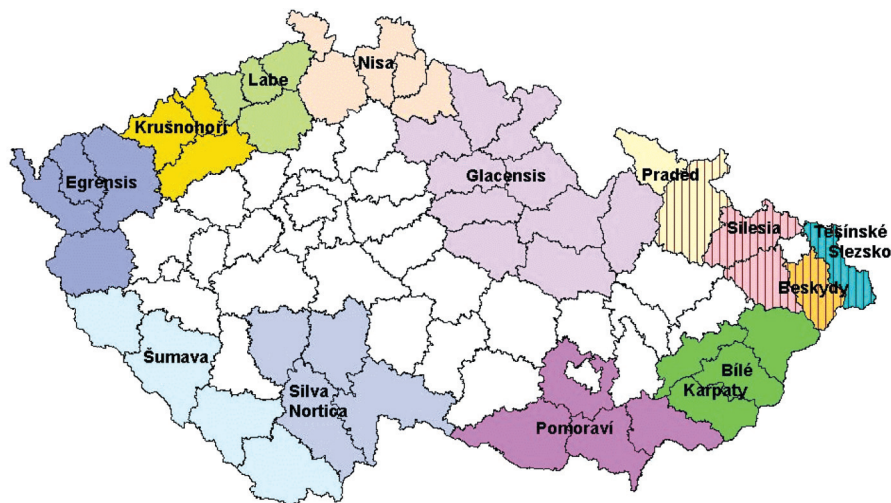 Nisa
Labe
Krušnohoří
Egrensis
Glacensis
Praděd
Silesia
Těšínské
Slezsko
Beskydy
Šumava
Silva
Nortica
Bílé
Karpaty
Pomoraví